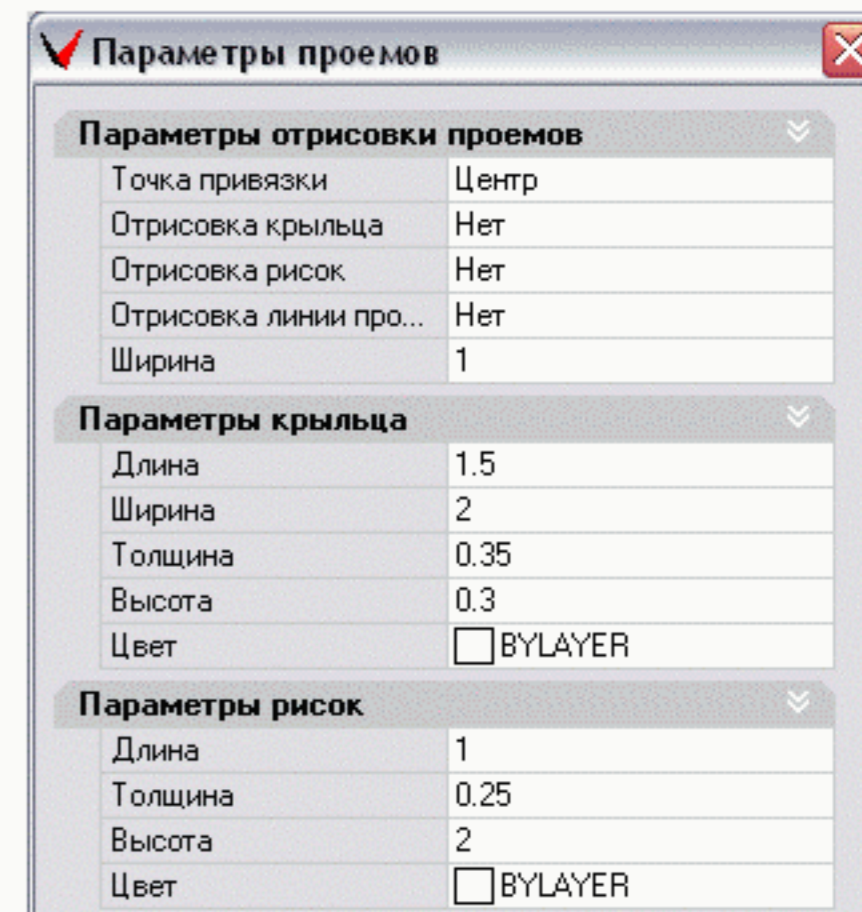 Параметры проемов
Параметры отрисовки проемов
Точка привязки Центр
Отрисовка крыльца Нет
Отрисовка рисок Нет
Отрисовка линии про... Нет
Ширина 1
Параметры крыльца
Длина 1.5
Ширина 2
Толщина 0.35
Высота 0.3
Цвет BYLAYER
Параметры рисок
Длина 1
Толщина 0.25
Высота 2
Цвет BYLAYER